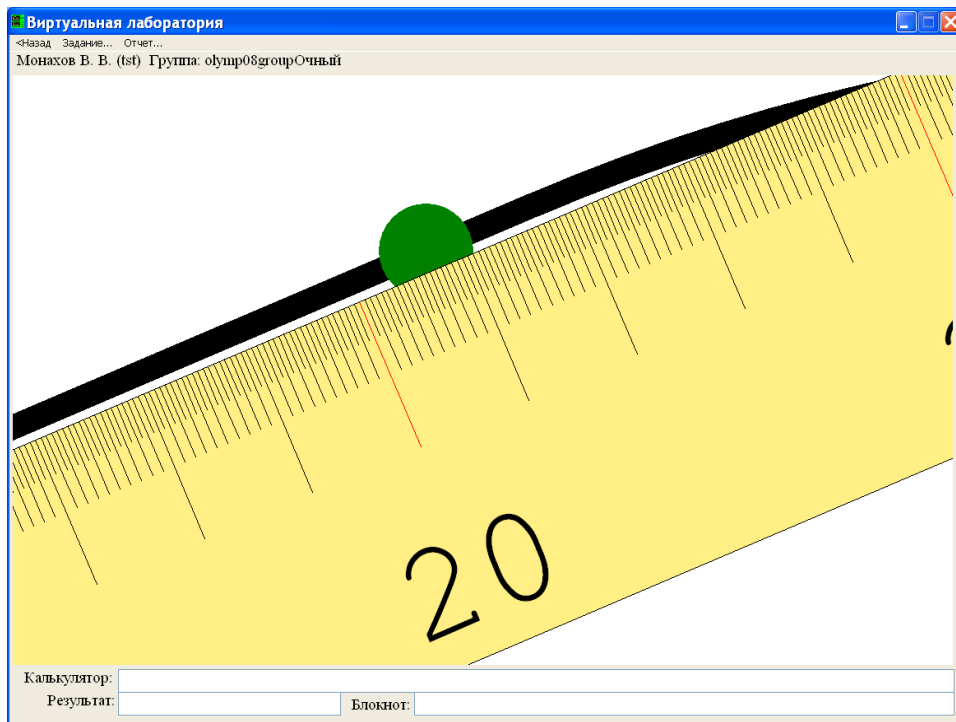 Виртуальная лаборатория
<Назад Задание... Отчет...
Монахов В. В. (tst) Группа: olymp08groupОчный
20
Калькулятор:
Результат:
Блокнот: